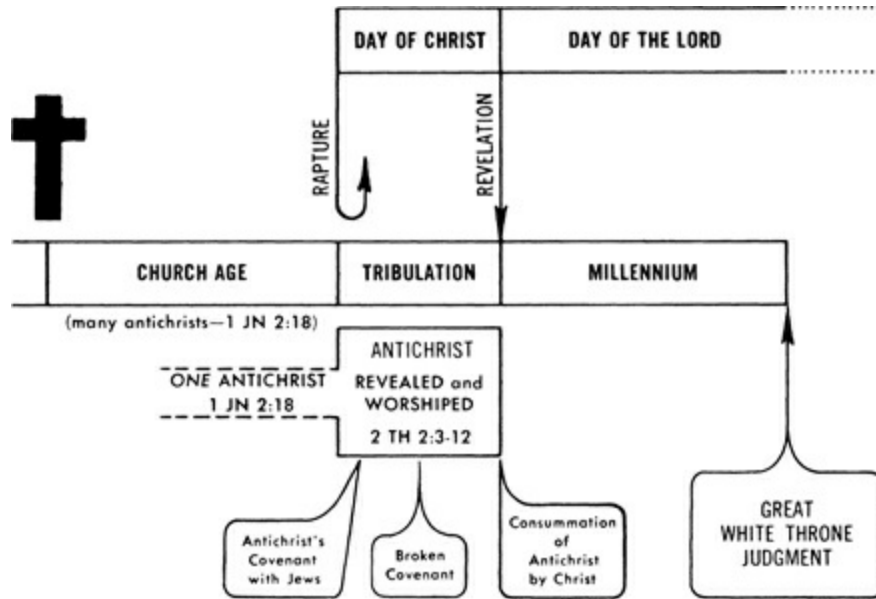 DAY OF CHRIST
DAY OF THE LORD
RAPTURE
REVELATION
CHURCH AGE
TRIBULATION
MILLENNIUM
(many antichrists—1 JN 2:18)
ONE ANTICHRIST
1 JN 2:18
ANTICHRIST
REVEALED and
WORSHIPED
2 TH 2:3-12
Antichrist's
Covenant
with Jews
Broken
Covenant
Consummation
of
Antichrist
by Christ
GREAT
WHITE THRONE
JUDGMENT